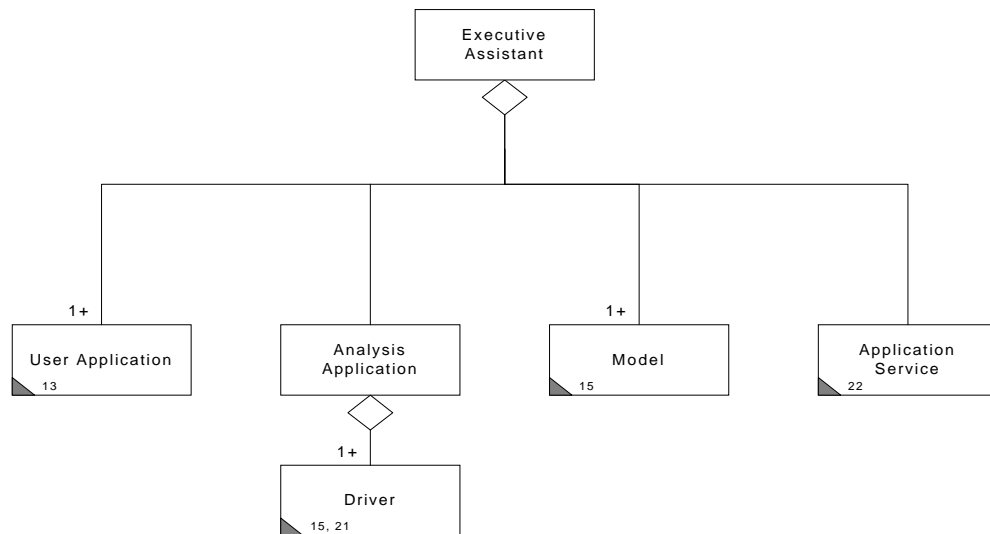 Executive
Assistant
1+
1+
User Application
13
Analysis
Application
Model
15
Application
Service
22
1+
Driver
15, 21